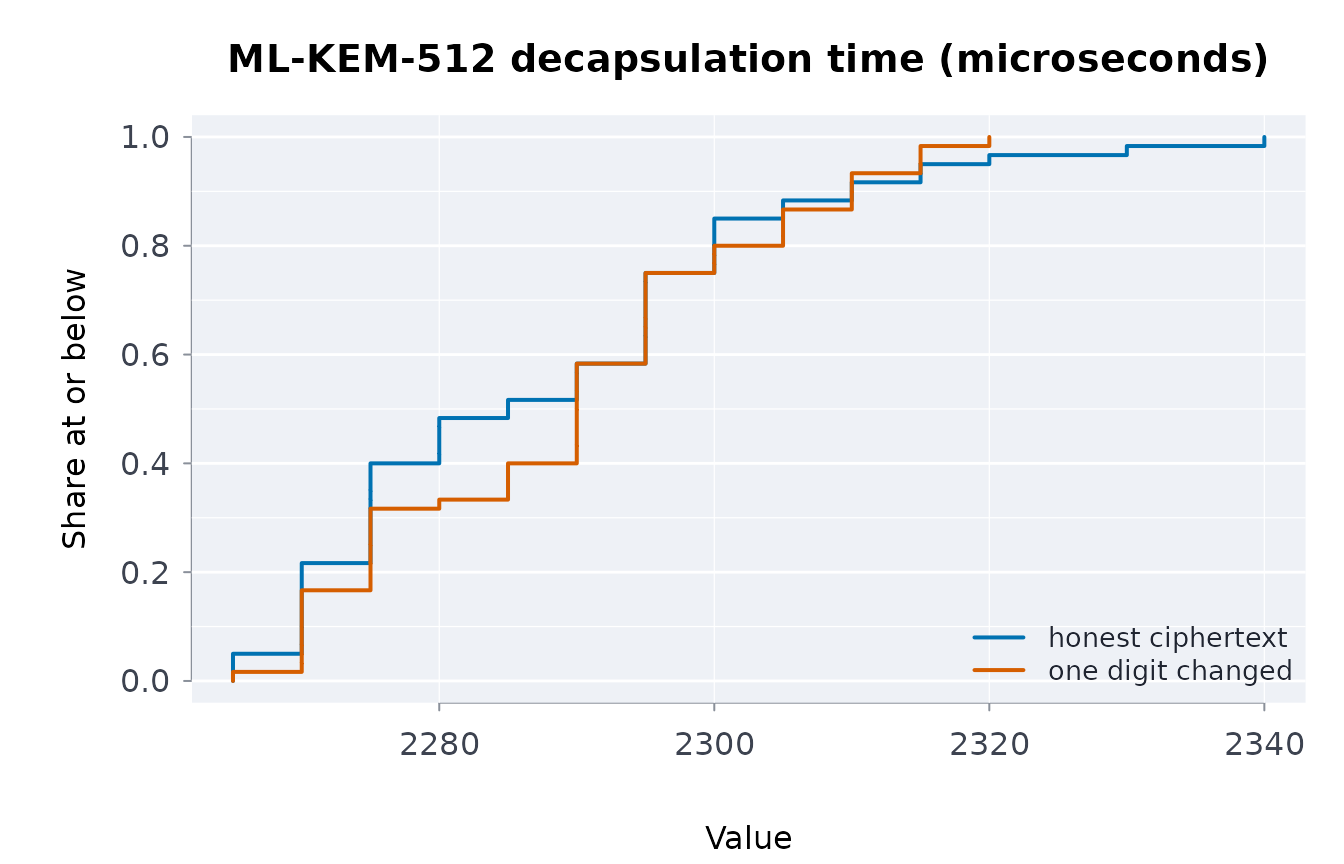 ML-KEM-512 decapsulation time (microseconds)
Share at or below
1.0
0.8
0.6
0.4
0.2
0.0
honest ciphertext
one digit changed
2280 2300 2320 2340
Value